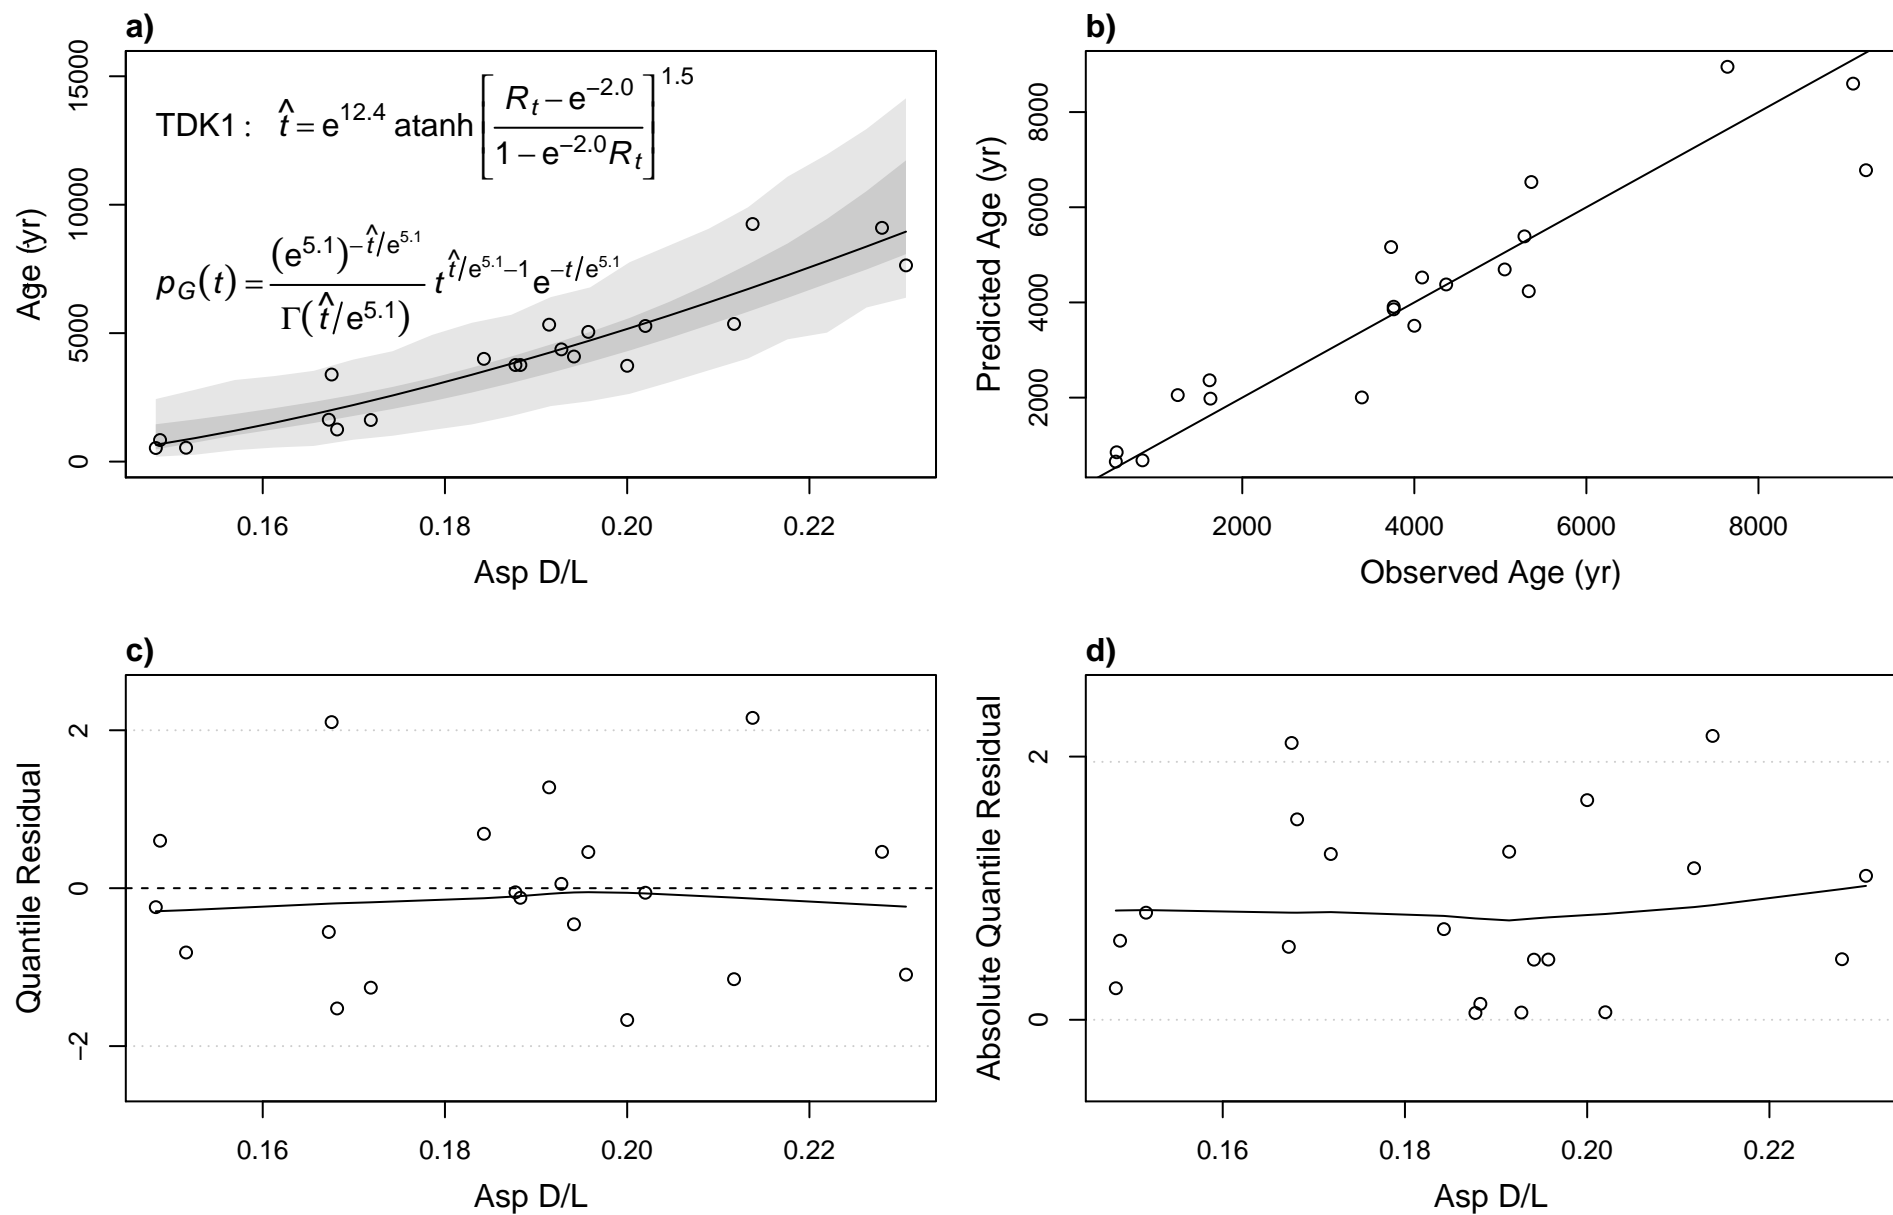 a)
TDK1 : t̂ = e^12.4 atanh [ (R_t − e^−2.0) / (1 − e^−2.0 R_t) ]^1.5
p_G(t) = (e^5.1)^(−t̂/e^5.1) / Γ(t̂/e^5.1) t^(t̂/e^5.1−1) e^(−t/e^5.1)
Age (yr)
15000
10000
5000
0
0.16 0.18 0.20 0.22
Asp D/L
b)
Predicted Age (yr)
8000
6000
4000
2000
2000 4000 6000 8000
Observed Age (yr)
c)
Quantile Residual
2
0
−2
0.16 0.18 0.20 0.22
Asp D/L
d)
Absolute Quantile Residual
2
0
0.16 0.18 0.20 0.22
Asp D/L